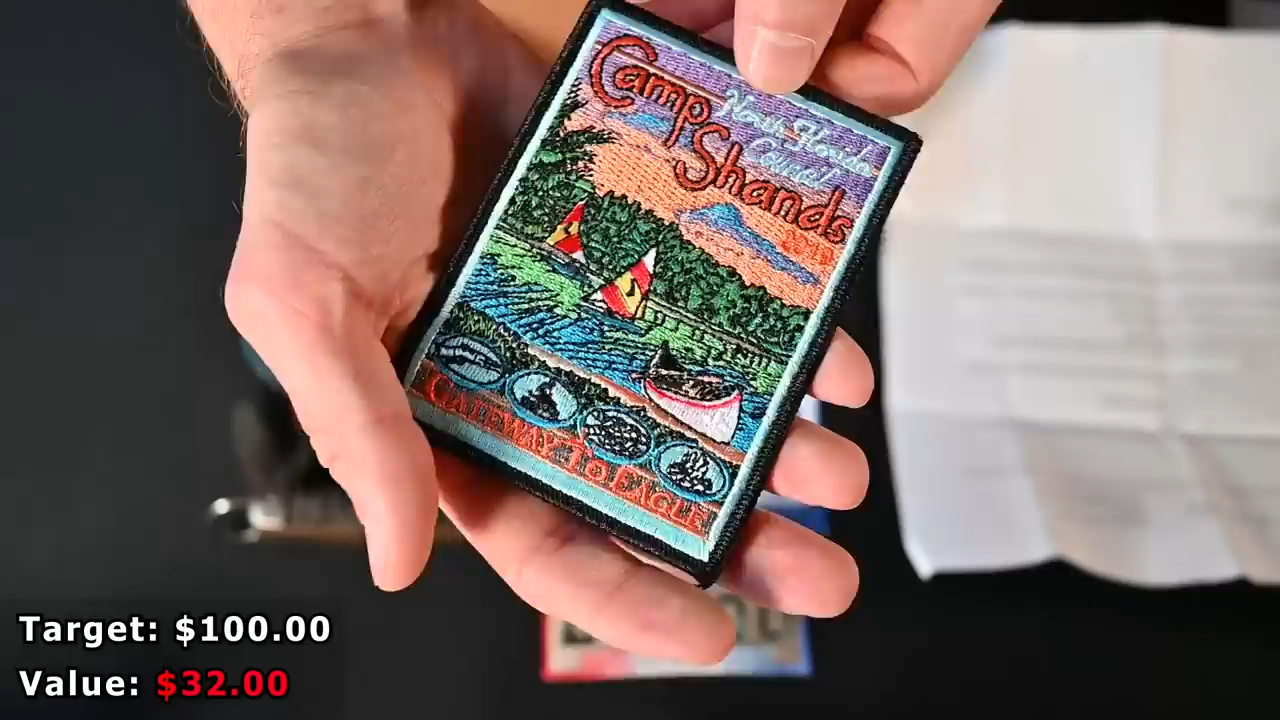 Camp
Shands
North Florida
Council
GATEWAY TO EAGLE
Target: $100.00
Value: $32.00